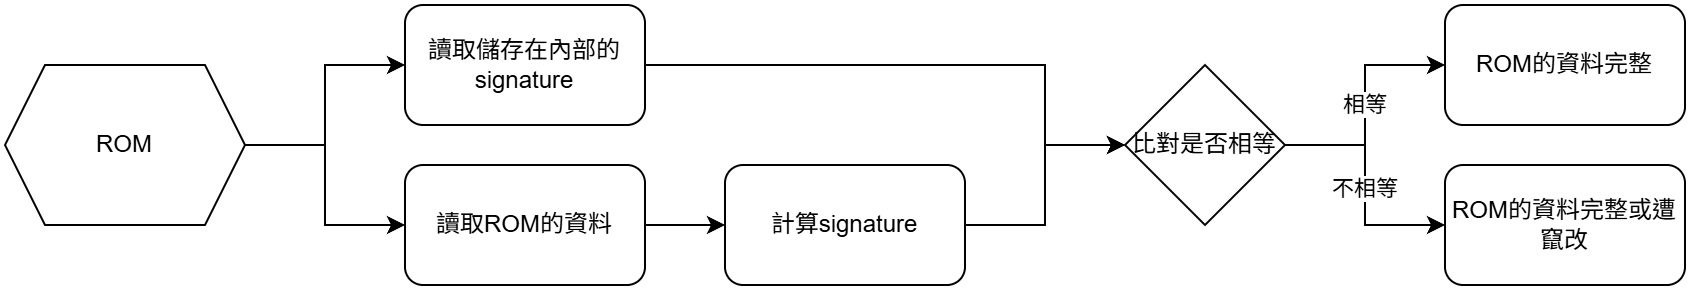 ROM
讀取儲存在內部的
signature
讀取ROM的資料
計算signature
比對是否相等
相等
不相等
ROM的資料完整
ROM的資料完整或遭
竄改